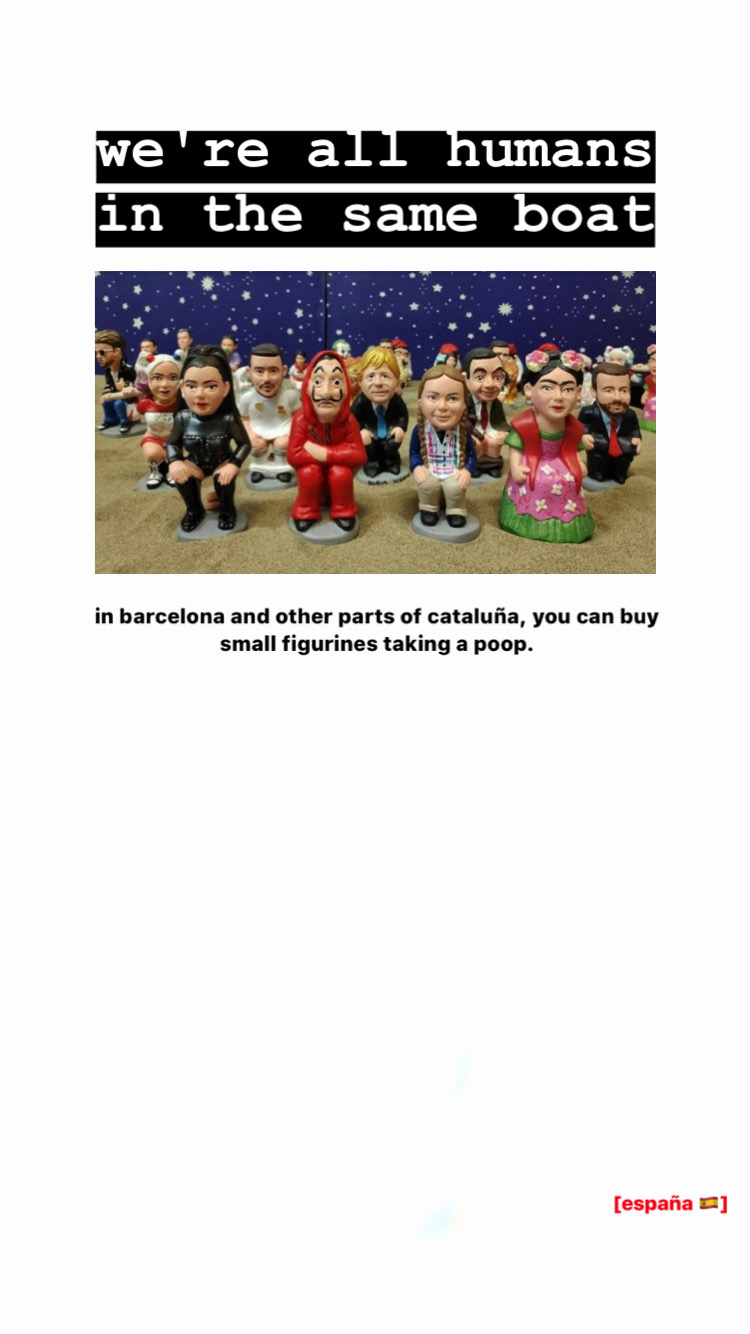 we're all humans
in the same boat
in barcelona and other parts of cataluña, you can buy
small figurines taking a poop.
[españa 🇪🇸]